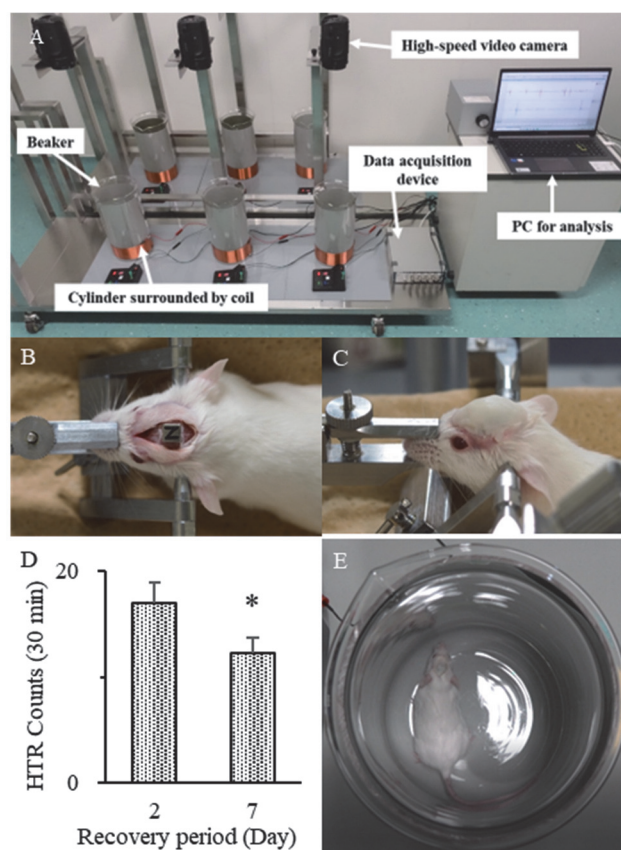 A
High-speed video camera
Beaker
Data acquisition
device
PC for analysis
Cylinder surrounded by coil
B
N
C
D
20
*
0
HTR Counts (30 min)
2
7
Recovery period (Day)
E